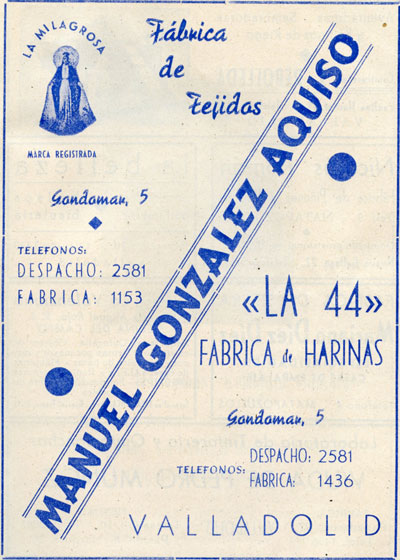 LA MILAGROSA
MARCA REGISTRADA
Fábrica
de
Tejidos
Gondomar, 5
TELEFONOS:
DESPACHO: 2581
FABRICA: 1153
MANUEL GONZALEZ AQUISO
«LA 44»
FABRICA de HARINAS
Gondomar, 5
DESPACHO: 2581
TELEFONOS:
FABRICA: 1436
VALLADOLID